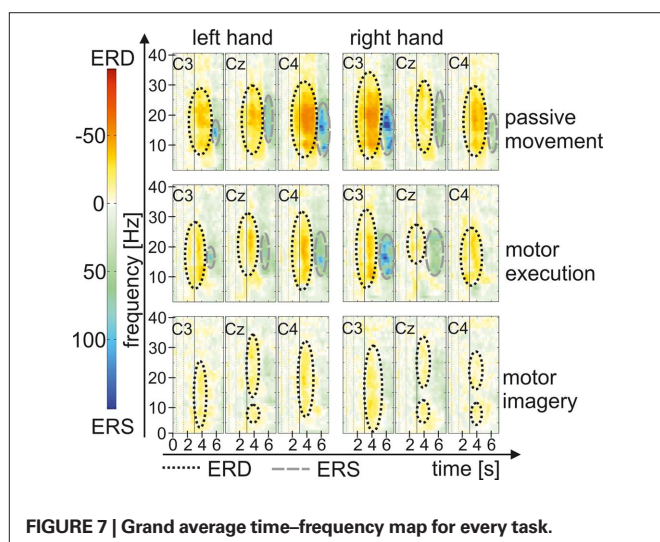 left hand right hand
ERD
C3 Cz C4 C3 Cz C4
40
30
20
10
passive
movement
-50
0
50
100
ERS
frequency [Hz]
C3 Cz C4 C3 Cz C4
40
30
20
10
motor
execution
C3 Cz C4 C3 Cz C4
40
30
20
10
0
motor
imagery
0 2 4 6 2 4 6 2 4 6 2 4 6 2 4 6 2 4 6
ERD ERS time [s]
FIGURE 7 | Grand average time–frequency map for every task.